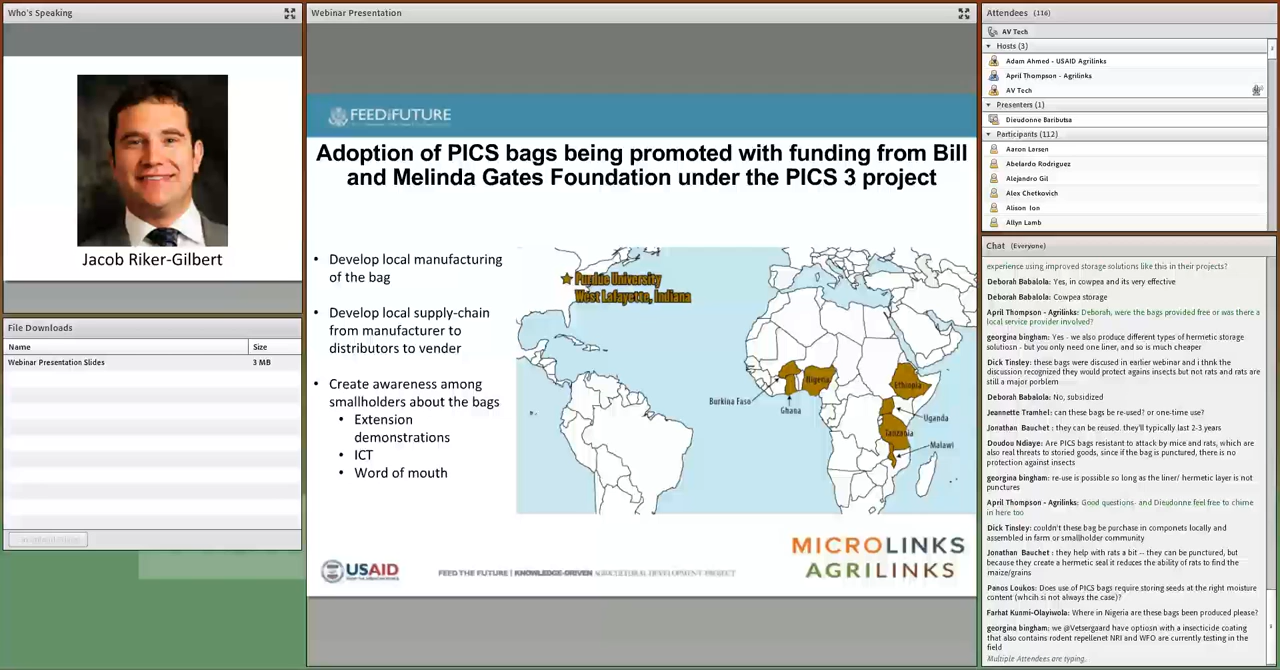 Who's Speaking
Jacob Riker-Gilbert
File Downloads
Name Size
Webinar Presentation Slides 3 MB
Webinar Presentation
FEED THE FUTURE
Adoption of PICS bags being promoted with funding from Bill
and Melinda Gates Foundation under the PICS 3 project
• Develop local manufacturing
of the bag
• Develop local supply-chain
from manufacturer to
distributors to vender
• Create awareness among
smallholders about the bags
• Extension
demonstrations
• ICT
• Word of mouth
Purdue University
West Lafayette, Indiana
Burkina Faso
Ghana
Nigeria
Ethiopia
Uganda
Tanzania
Malawi
USAID
FEED THE FUTURE | KNOWLEDGE-DRIVEN AGRICULTURAL DEVELOPMENT PROJECT
MICROLINKS
AGRILINKS
Attendees (116)
AV Tech
Hosts (3)
Adam Ahmed - USAID Agrilinks
April Thompson - Agrilinks
AV Tech
Presenters (1)
Dieudonne Baributsa
Participants (112)
Aaron Larsen
Abelardo Rodriguez
Alejandro Gil
Alex Chetkovich
Alison Ion
Allyn Lamb
Chat (Everyone)
experience using improved storage solutions like this in their projects?
Deborah Babalola: Yes, in cowpea and its very effective
Deborah Babalola: Cowpea storage
April Thompson - Agrilinks: Deborah, were the bags provided free or was there a
local service provider involved?
georgina bingham: Yes - we also produce different types of hermetic storage
solutiosn - but you only need one liner, and so is much cheaper
Dick Tinsley: these bags were discused in earlier webinar and i thnk the
discussion recognized they would protect agains insects but not rats and rats are
still a major porblem
Deborah Babalola: No, subsidized
Jeannette Tramhel: can these bags be re-used? or one-time use?
Jonathan Bauchet : they can be reused. they'll typically last 2-3 years
Doudou Ndiaye: Are PICS bags resistant to attack by mice and rats, which are
also real threats to storied goods, since if the bag is punctured, there is no
protection against insects
georgina bingham: re-use is possible so long as the liner/ hermetic layer is not
punctures
April Thompson - Agrilinks: Good questions- and Dieudonne feel free to chime
in here too
Dick Tinsley: couldn't these bag be purchase in componets locally and
assembled in farm or smallholder community
Jonathan Bauchet : they help with rats a bit -- they can be punctured, but
because they create a hermetic seal it reduces the ability of rats to find the
maize/grains
Panos Loukos: Does use of PICS bags require storing seeds at the right moisture
content (whcih si not always the case)?
Farhat Kunmi-Olayiwola: Where in Nigeria are these bags been produced please?
georgina bingham: we @Vetsergaard have optiosn with a insecticide coating
that also contains rodent repellenet NRI and WFO are currently testing in the
field
Multiple Attendees are typing.